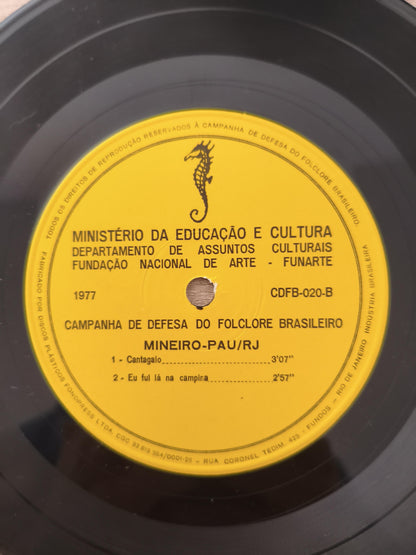 TODOS OS DIREITOS DE REPRODUÇÃO RESERVADOS À CAMPANHA DE DEFESA DO FOLCLORE BRASILEIRO.
MINISTÉRIO DA EDUCAÇÃO E CULTURA
DEPARTAMENTO DE ASSUNTOS CULTURAIS
FUNDAÇÃO NACIONAL DE ARTE - FUNARTE
1977
CDFB-020-B
CAMPANHA DE DEFESA DO FOLCLORE BRASILEIRO
MINEIRO-PAU/RJ
1 - Cantagalo 3'07"
2 - Eu fui lá na campina 2'57"
FABRICADO POR DISCOS PLÁSTICOS FONOPRESS LTDA. CGC - RUA CORONEL TEDIM 425 - FUNDOS - RIO DE JANEIRO INDÚSTRIA BRASILEIRA